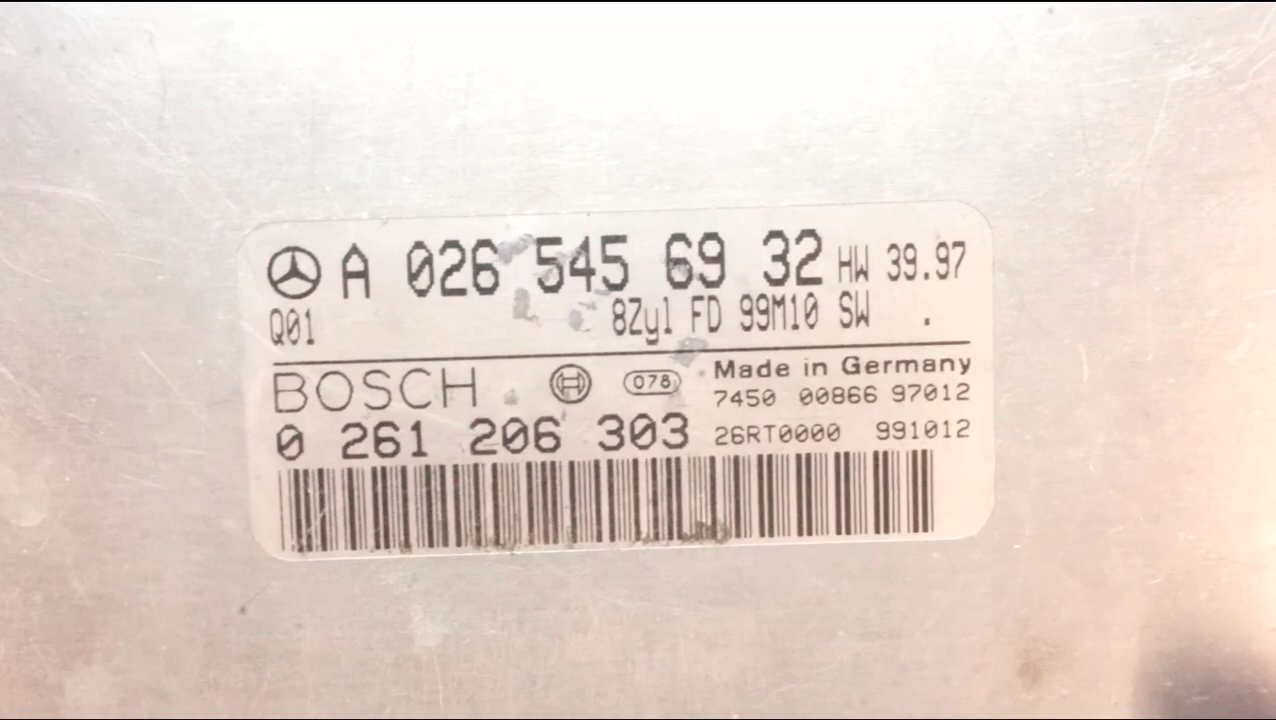 A 026 545 69 32 HW 39.97
Q01 8Zyl FD 99M10 SW .
BOSCH 078 Made in Germany
7450 00866 97012
0 261 206 303 26RT0000 991012